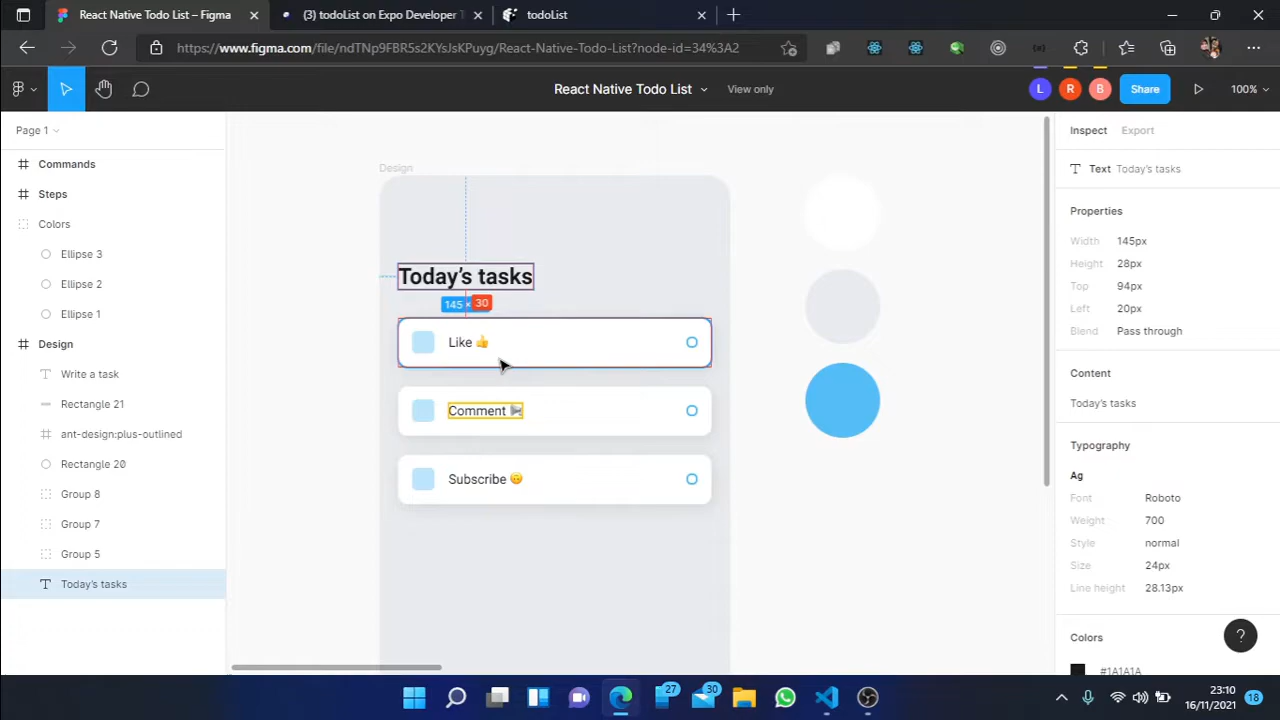 React Native Todo List – Figma
(3) todoList on Expo Developer T
todoList
https://www.figma.com/file/ndTNp9FBR5s2KYsJsKPuyg/React-Native-Todo-List?node-id=34%3A2
React Native Todo List
View only
L
R
B
Share
100%
Page 1
Commands
Steps
Colors
Ellipse 3
Ellipse 2
Ellipse 1
Design
Write a task
Rectangle 21
ant-design:plus-outlined
Rectangle 20
Group 8
Group 7
Group 5
Today's tasks
Design
Today's tasks
145 × 30
Like 👍
Comment
Subscribe
Inspect
Export
Text Today's tasks
Properties
Width 145px
Height 28px
Top 94px
Left 20px
Blend Pass through
Content
Today's tasks
Typography
Ag
Font Roboto
Weight 700
Style normal
Size 24px
Line height 28.13px
Colors
#1A1A1A
?
27
30
23:10
16/11/2021
18